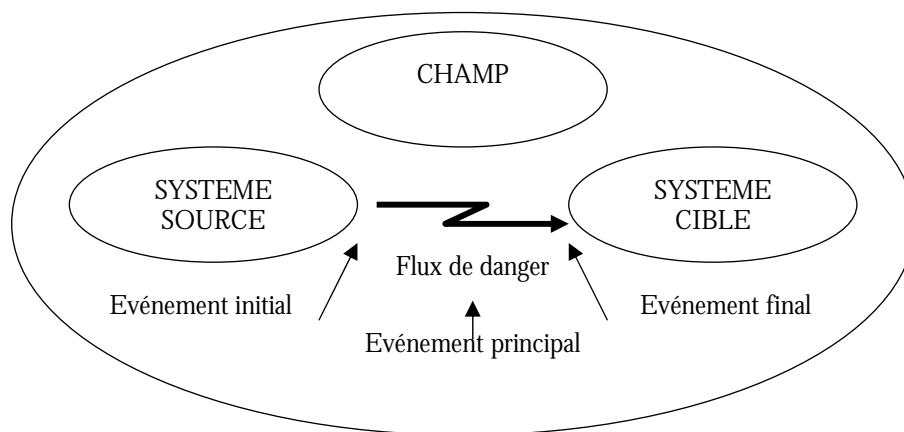 CHAMP
SYSTEME
SOURCE
SYSTEME
CIBLE
Flux de danger
Evénement initial
Evénement final
Evénement principal